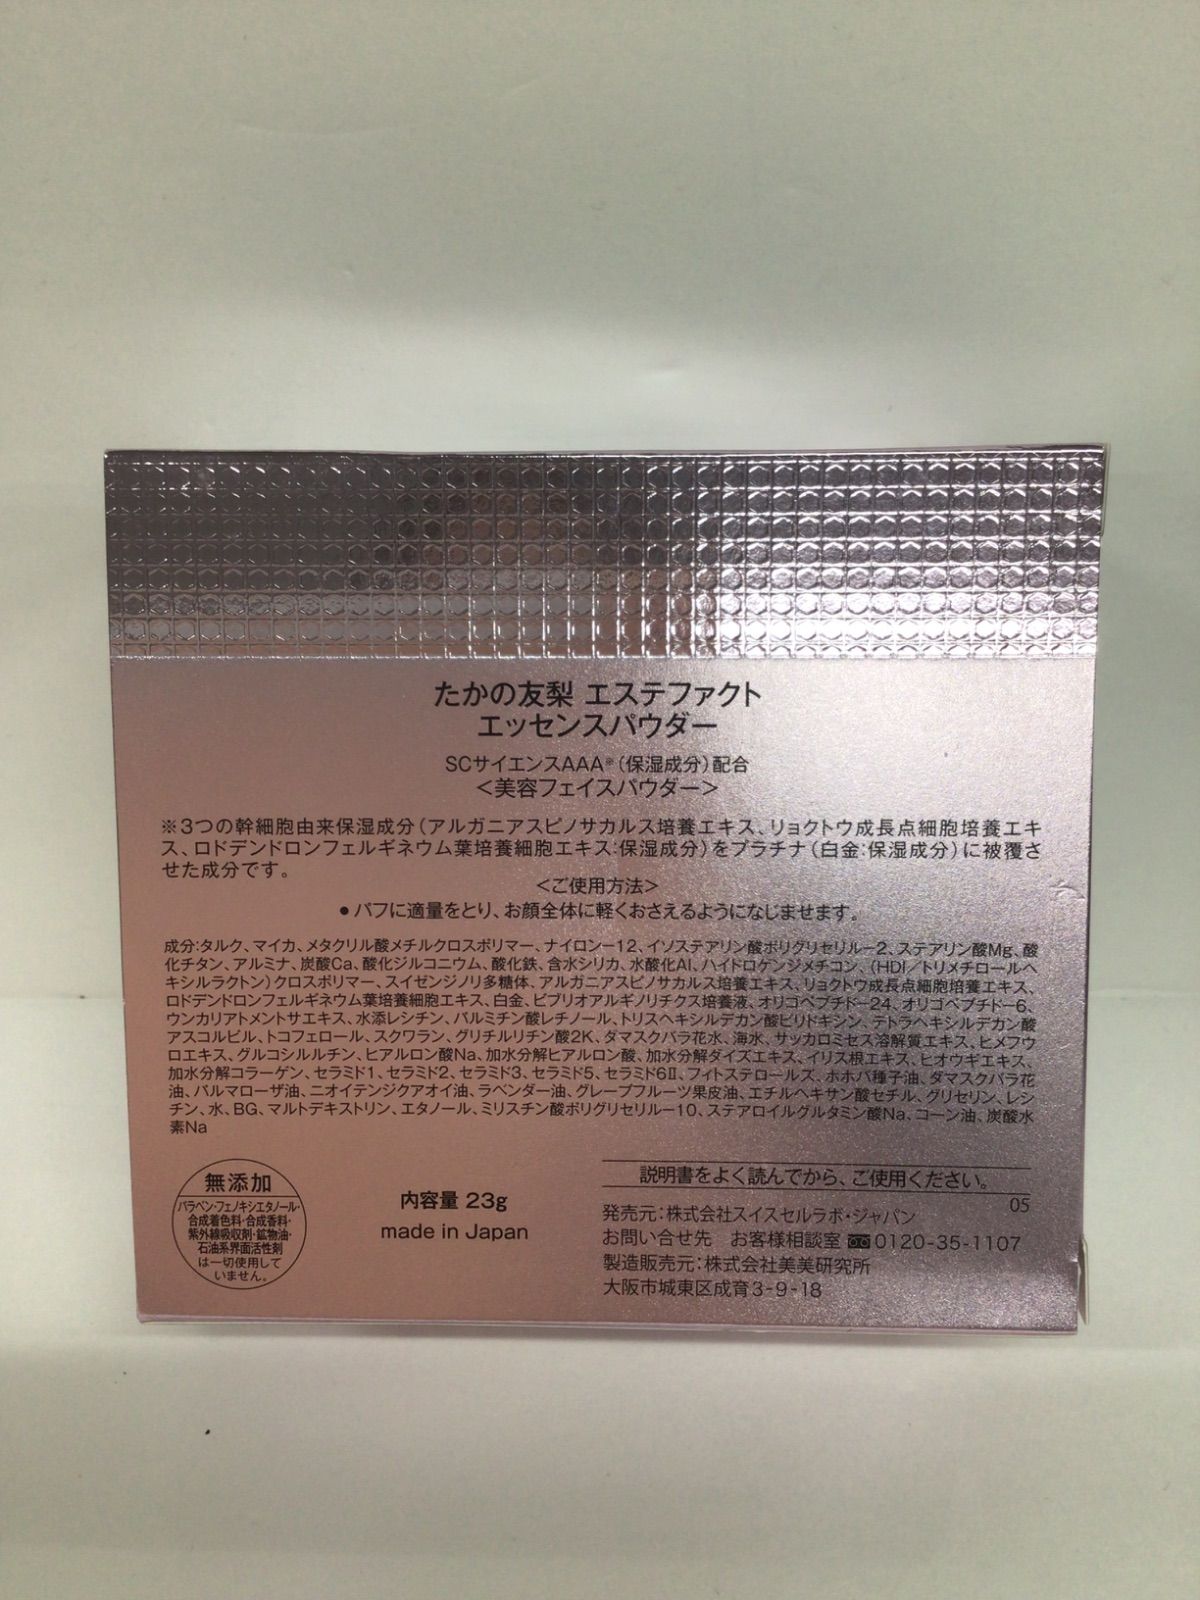 たかの友梨 エステファクト
エッセンスパウダー
SCサイエンスAAA※(保湿成分)配合
<美容フェイスパウダー>
※3つの幹細胞由来保湿成分(アルガニアスピノサカルス培養エキス、リョクトウ成長点細胞培養エキ
ス、ロドデンドロンフェルギネウム葉培養細胞エキス:保湿成分)をプラチナ(白金:保湿成分)に被覆さ
せた成分です。
<ご使用方法>
●パフに適量をとり、お顔全体に軽くおさえるようになじませます。
成分:タルク、マイカ、メタクリル酸メチルクロスポリマー、ナイロン-12、イソステアリン酸ポリグリセリル-2、ステアリン酸Mg、酸
化チタン、アルミナ、炭酸Ca、酸化ジルコニウム、酸化鉄、含水シリカ、水酸化Al、ハイドロゲンジメチコン、(HDI/トリメチロールヘ
キシルラクトン)クロスポリマー、スイゼンジノリ多糖体、アルガニアスピノサカルス培養エキス、リョクトウ成長点細胞培養エキス、
ロドデンドロンフェルギネウム葉培養細胞エキス、白金、ビブリオアルギノリチクス培養液、オリゴペプチド-24、オリゴペプチド-6、
ウンカリアトメントサエキス、水添レシチン、パルミチン酸レチノール、トリスヘキシルデカン酸ピリドキシン、テトラヘキシルデカン酸
アスコルビル、トコフェロール、スクワラン、グリチルリチン酸2K、ダマスクバラ花水、海水、サッカロミセス溶解質エキス、ヒメフウ
ロエキス、グルコシルルチン、ヒアルロン酸Na、加水分解ヒアルロン酸、加水分解ダイズエキス、イリス根エキス、ヒオウギエキス、
加水分解コラーゲン、セラミド1、セラミド2、セラミド3、セラミド5、セラミド6II、フィトステロールズ、ホホバ種子油、ダマスクバラ花
油、パルマローザ油、ニオイテンジクアオイ油、ラベンダー油、グレープフルーツ果皮油、エチルヘキサン酸セチル、グリセリン、レシ
チン、水、BG、マルトデキストリン、エタノール、ミリスチン酸ポリグリセリル-10、ステアロイルグルタミン酸Na、コーン油、炭酸水
素Na
無添加
パラベン・フェノキシエタノール・
合成着色料・合成香料・
紫外線吸収剤・鉱物油・
石油系界面活性剤
は一切使用して
いません。
内容量 23g
made in Japan
説明書をよく読んでから、ご使用ください。
05
発売元:株式会社スイスセルラボ・ジャパン
お問い合せ先 お客様相談室 0120-35-1107
製造販売元:株式会社美美研究所
大阪市城東区成育3-9-18